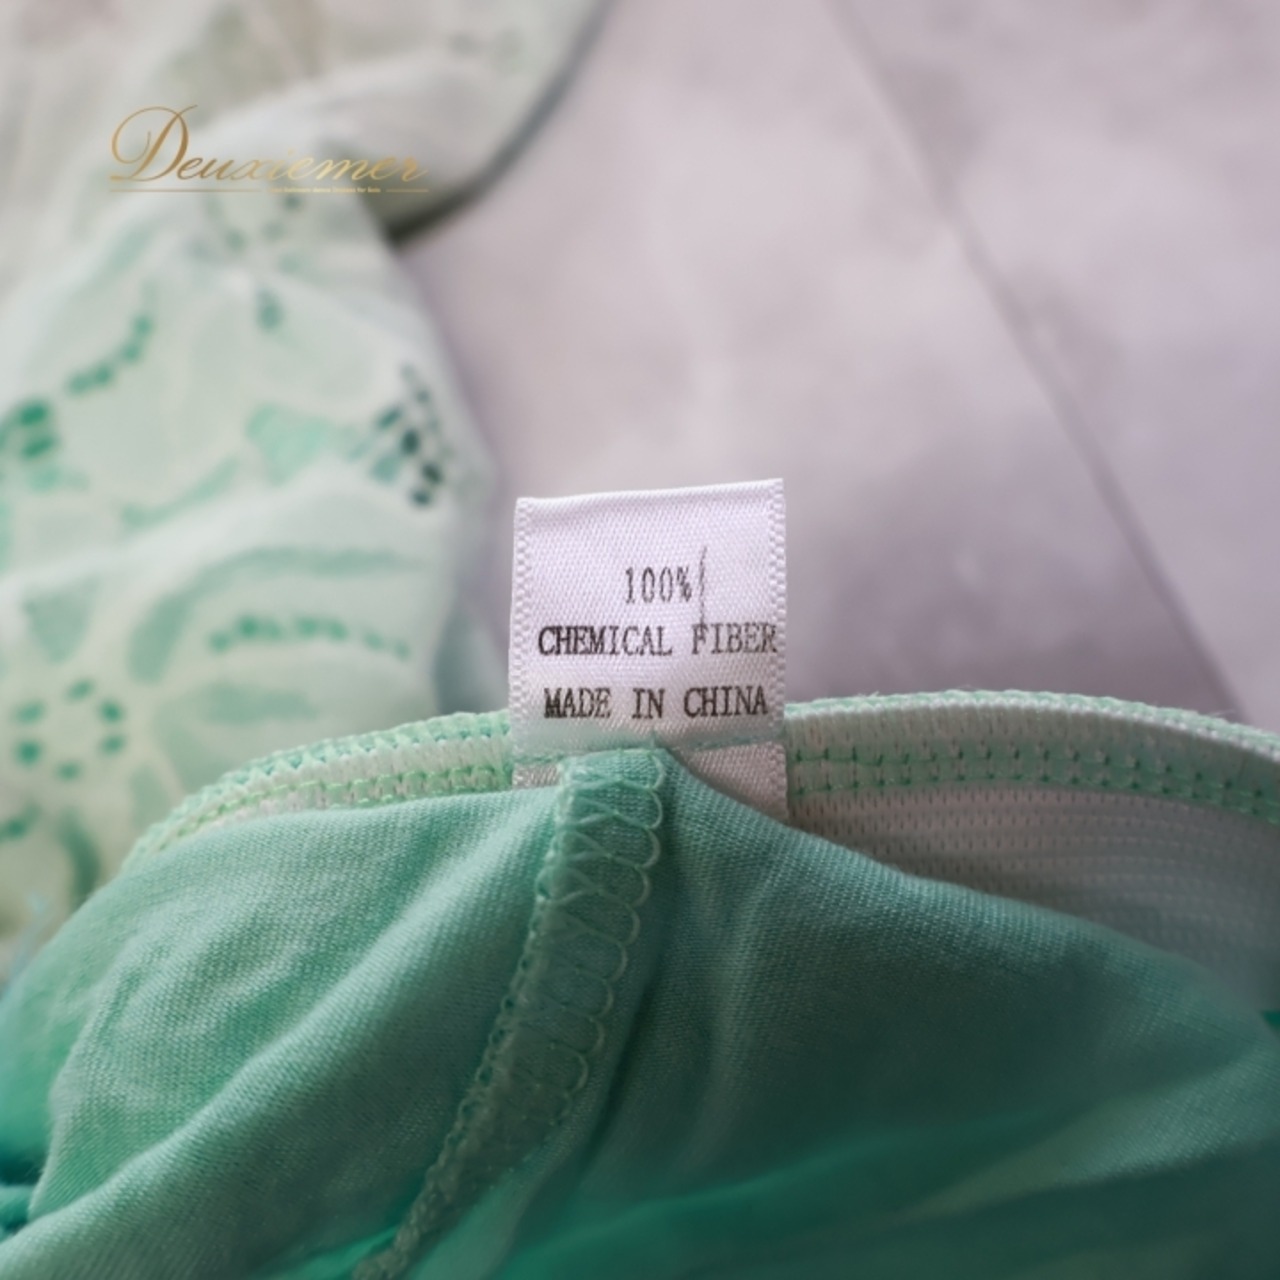 Deuxiemer
100%
CHEMICAL FIBER
MADE IN CHINA